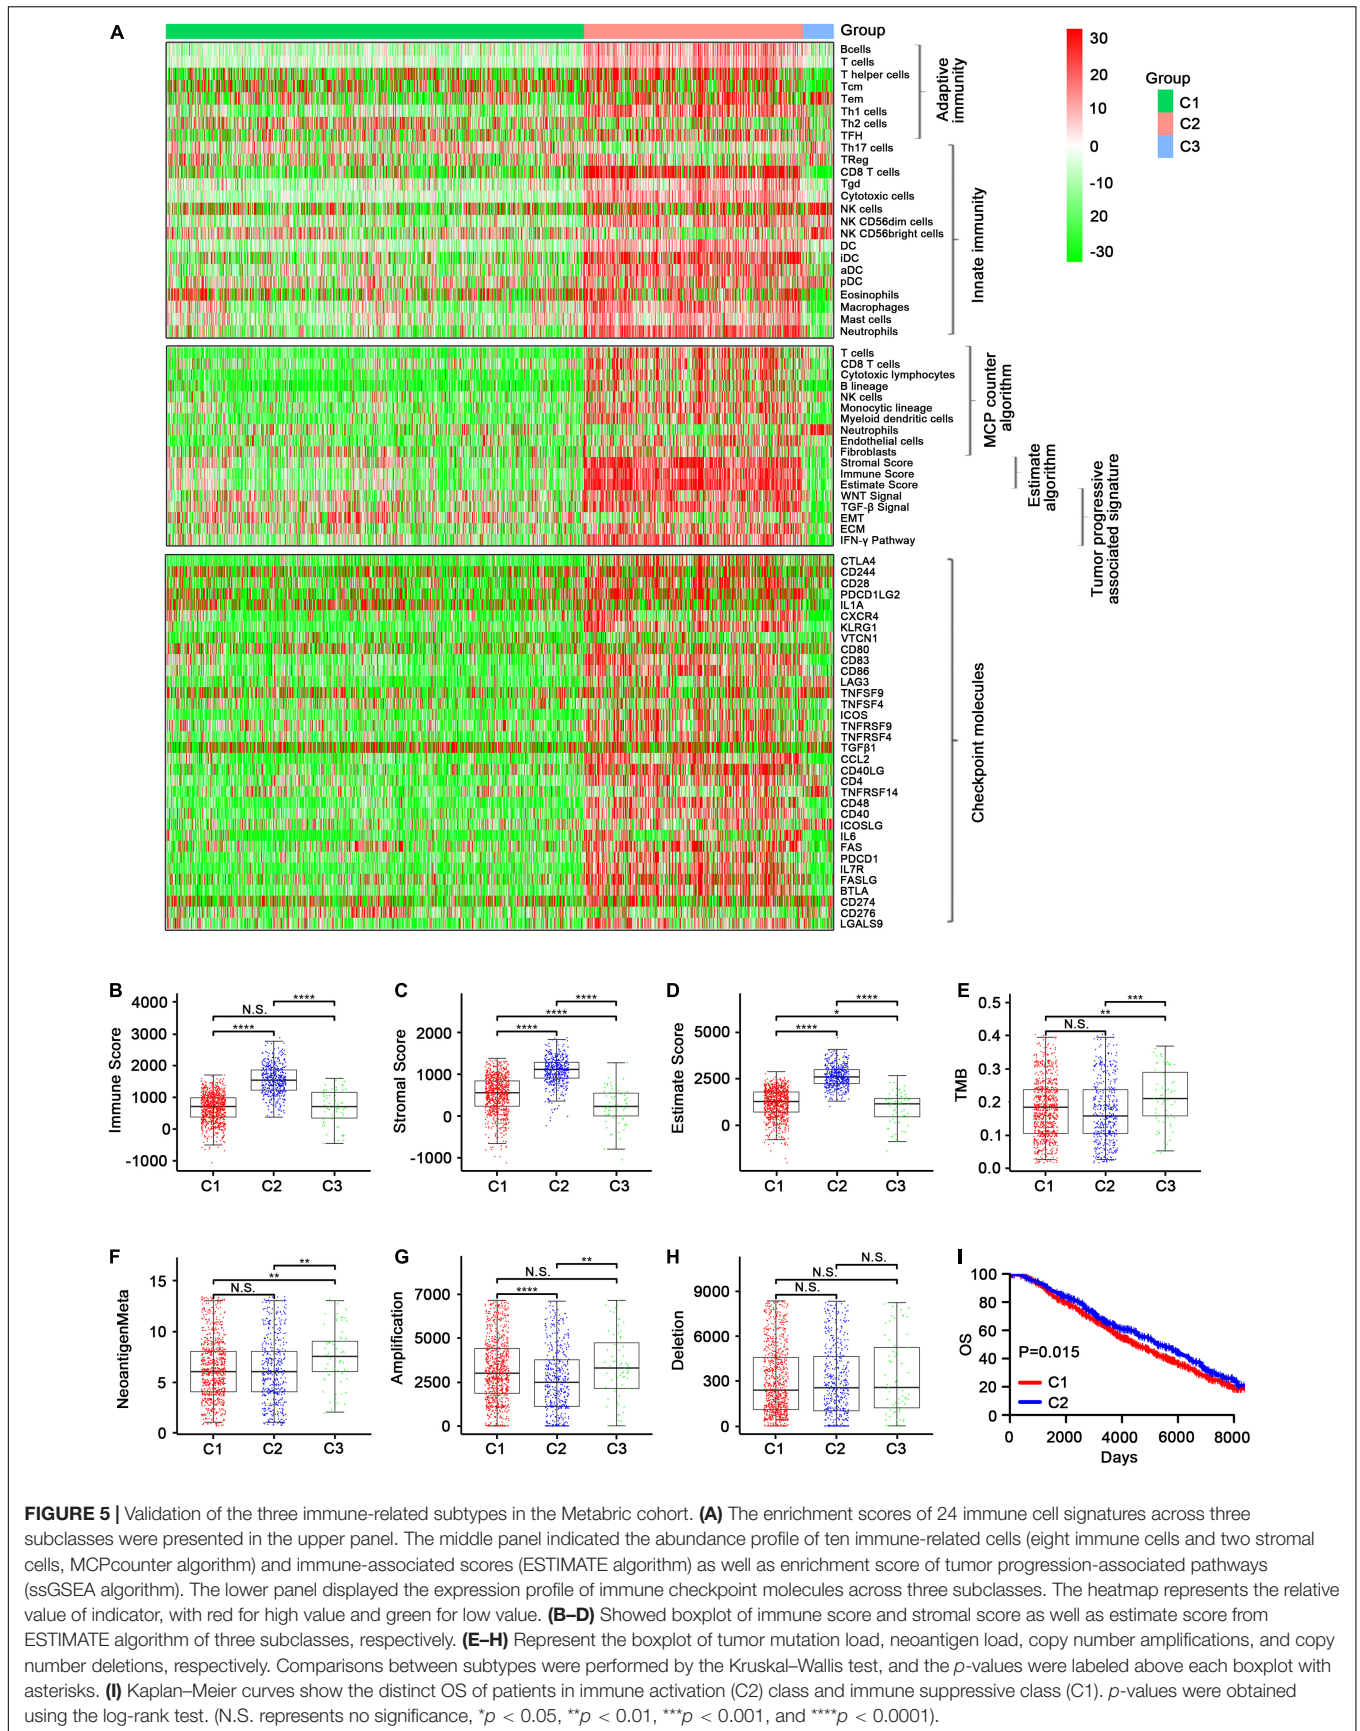 A
Group
Bcells
T cells
T helper cells
Tcm
Tem
Th1 cells
Th2 cells
TFH
Th17 cells
TReg
CD8 T cells
Tgd
Cytotoxic cells
NK cells
NK CD56dim cells
NK CD56bright cells
DC
iDC
aDC
pDC
Eosinophils
Macrophages
Mast cells
Neutrophils
Adaptive
immunity
Innate immunity
30
20
10
0
-10
20
-30
Group
C1
C2
C3
T cells
CD8 T cells
Cytotoxic lymphocytes
B lineage
NK cells
Monocytic lineage
Myeloid dendritic cells
Neutrophils
Endothelial cells
Fibroblasts
Stromal Score
Immune Score
Estimate Score
WNT Signal
TGF-β Signal
EMT
ECM
IFN-γ Pathway
MCP counter
algorithm
Estimate
algorithm
Tumor progressive
associated signature
CTLA4
CD244
CD28
PDCD1LG2
IL1A
CXCR4
KLRG1
VTCN1
CD80
CD83
CD86
LAG3
TNFSF9
TNFSF4
ICOS
TNFRSF9
TNFRSF4
TGFβ1
CCL2
CD40LG
CD4
TNFRSF14
CD48
CD40
ICOSLG
IL6
FAS
PDCD1
IL7R
FASLG
BTLA
CD274
CD276
LGALS9
Checkpoint molecules
B
Immune Score
4000
3000
2000
1000
0
-1000
****
N.S.
****
C1 C2 C3
C
Stromal Score
2000
1000
0
-1000
****
****
****
C1 C2 C3
D
Estimate Score
5000
2500
0
****
*
****
C1 C2 C3
E
TMB
0.5
0.4
0.3
0.2
0.1
0.0
***
**
N.S.
C1 C2 C3
F
NeoantigenMeta
15
10
5
0
**
**
N.S.
C1 C2 C3
G
Amplification
7000
5000
2500
0
**
N.S.
****
C1 C2 C3
H
Deletion
9000
6000
300
0
N.S.
N.S.
N.S.
C1 C2 C3
I
OS
100
80
60
40
20
0
P=0.015
C1
C2
0 2000 4000 6000 8000
Days
FIGURE 5 | Validation of the three immune-related subtypes in the Metabric cohort. (A) The enrichment scores of 24 immune cell signatures across three
subclasses were presented in the upper panel. The middle panel indicated the abundance profile of ten immune-related cells (eight immune cells and two stromal
cells, MCPcounter algorithm) and immune-associated scores (ESTIMATE algorithm) as well as enrichment score of tumor progression-associated pathways
(ssGSEA algorithm). The lower panel displayed the expression profile of immune checkpoint molecules across three subclasses. The heatmap represents the relative
value of indicator, with red for high value and green for low value. (B–D) Showed boxplot of immune score and stromal score as well as estimate score from
ESTIMATE algorithm of three subclasses, respectively. (E–H) Represent the boxplot of tumor mutation load, neoantigen load, copy number amplifications, and copy
number deletions, respectively. Comparisons between subtypes were performed by the Kruskal–Wallis test, and the p-values were labeled above each boxplot with
asterisks. (I) Kaplan–Meier curves show the distinct OS of patients in immune activation (C2) class and immune suppressive class (C1). p-values were obtained
using the log-rank test. (N.S. represents no significance, *p < 0.05, **p < 0.01, ***p < 0.001, and ****p < 0.0001).